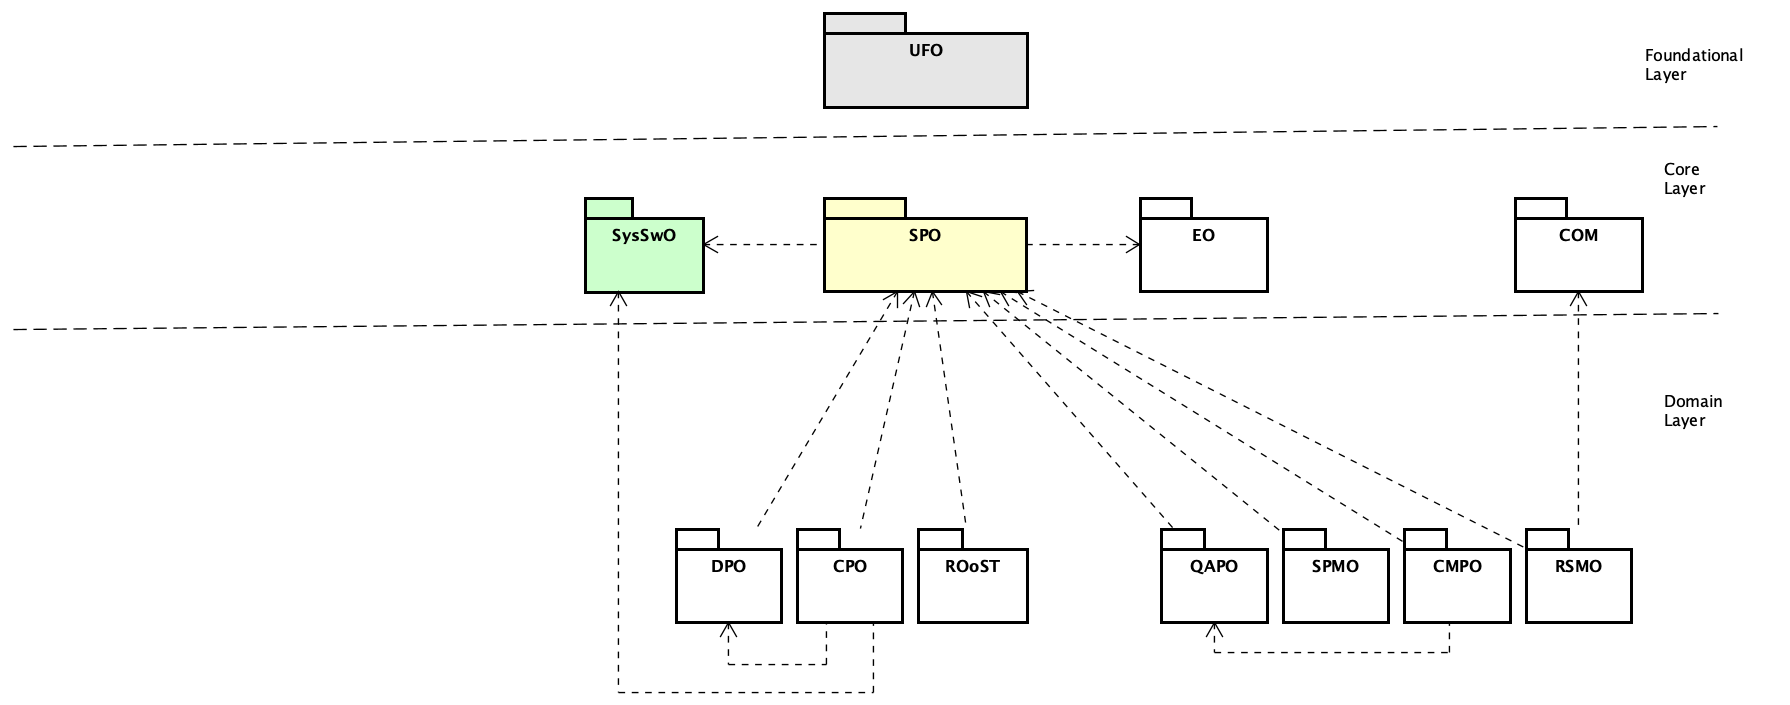 UFO
Foundational
Layer
Core
Layer
SysSwO
SPO
EO
COM
Domain
Layer
DPO
CPO
ROoST
QAPO
SPMO
CMPO
RSMO